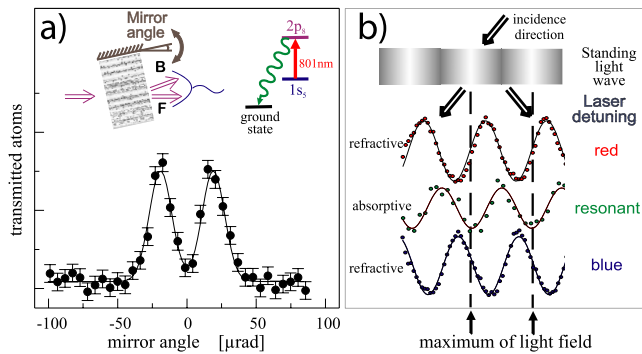 a)
Mirror
angle
B
F
2p₈
801nm
1s₅
ground
state
transmitted atoms
-100
-50
0
50
100
mirror angle [µrad]
b)
incidence
direction
Standing
light
wave
Laser
detuning
refractive
red
absorptive
resonant
refractive
blue
maximum of light field